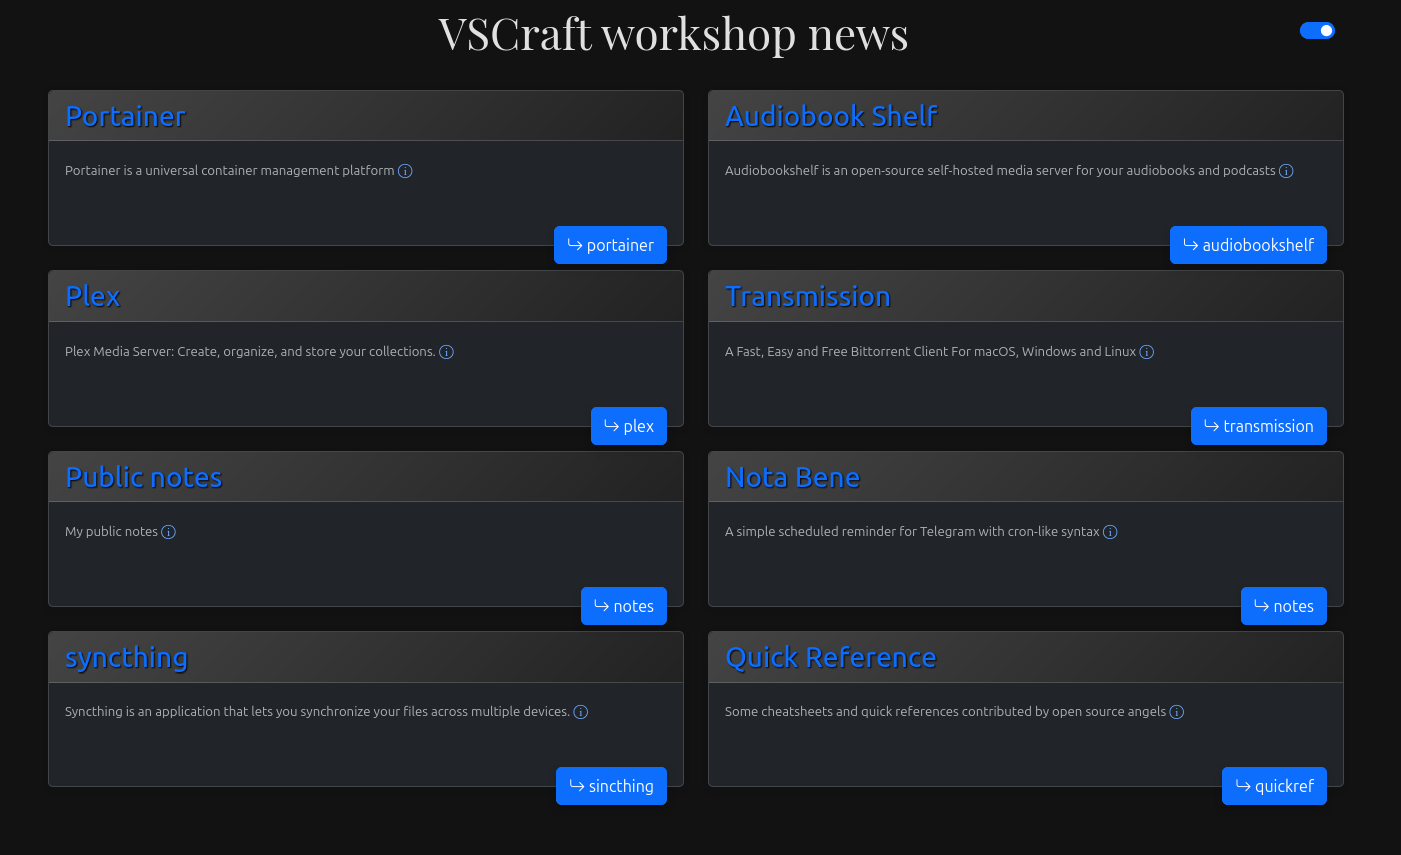 VSCraft workshop news
Portainer
Portainer is a universal container management platform
portainer
Audiobook Shelf
Audiobookshelf is an open-source self-hosted media server for your audiobooks and podcasts
audiobookshelf
Plex
Plex Media Server: Create, organize, and store your collections.
plex
Transmission
A Fast, Easy and Free Bittorrent Client For macOS, Windows and Linux
transmission
Public notes
My public notes
notes
Nota Bene
A simple scheduled reminder for Telegram with cron-like syntax
notes
syncthing
Syncthing is an application that lets you synchronize your files across multiple devices.
sincthing
Quick Reference
Some cheatsheets and quick references contributed by open source angels
quickref